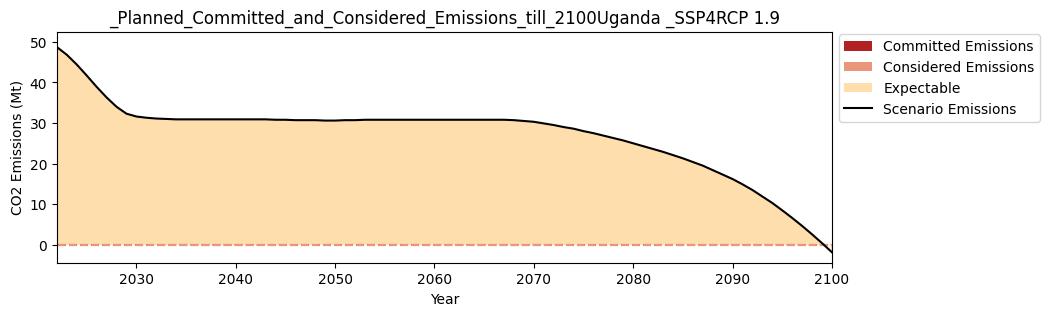 _Planned_Committed_and_Considered_Emissions_till_2100Uganda _SSP4RCP 1.9
Committed Emissions
Considered Emissions
Expectable
Scenario Emissions
CO2 Emissions (Mt)
50
40
30
20
10
0
2030 2040 2050 2060 2070 2080 2090 2100
Year